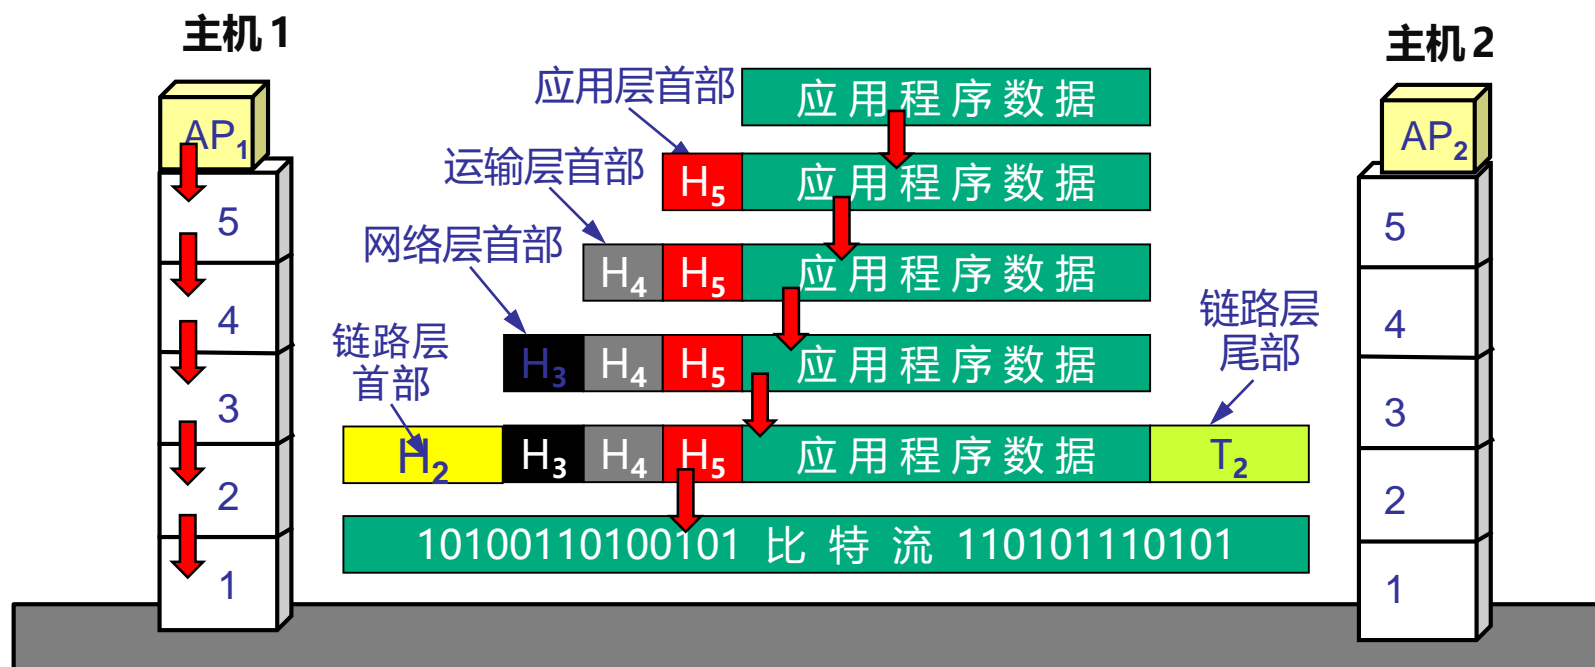 主机 1
主机 2
AP1
AP2
应用层首部
应 用 程 序 数 据
运输层首部
H5 应 用 程 序 数 据
网络层首部
H4 H5 应 用 程 序 数 据
链路层
首部
H3 H4 H5 应 用 程 序 数 据
链路层
尾部
H2 H3 H4 H5 应 用 程 序 数 据 T2
10100110100101 比 特 流 110101110101
5
4
3
2
1
5
4
3
2
1